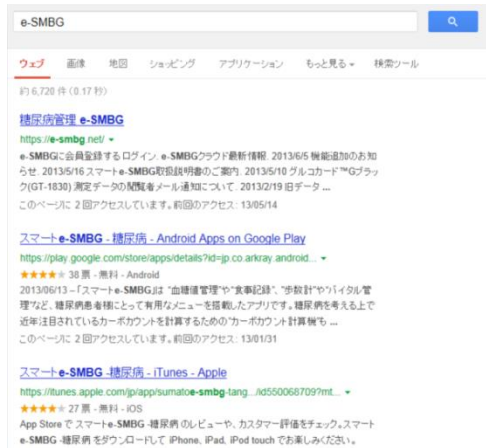 e-SMBG
ウェブ 画像 地図 ショッピング アプリケーション もっと見る 検索ツール
約 6,720 件 (0.17 秒)
糖尿病管理 e-SMBG
https://e-smbg.net/
e-SMBGに会員登録する ログイン. e-SMBGクラウド最新情報. 2013/6/5 機能追加のお知
らせ. 2013/5/16 スマートe-SMBG取扱説明書のご案内. 2013/5/10 グルコカード™Gブラッ
ク(GT-1830) 測定データの閲覧者メール通知について. 2013/2/19 旧データ ...
このページに 2 回アクセスしています。前回のアクセス: 13/05/14
スマートe-SMBG - 糖尿病 - Android Apps on Google Play
https://play.google.com/store/apps/details?id=jp.co.arkray.android...
★★★★★ 38 票 - 無料 - Android
2013/06/13 - 「スマートe-SMBG」は "血糖値管理"や"食事記録"、"歩数計"や"バイタル管
理"など、糖尿病患者様にとって有用なメニューを搭載したアプリです。糖尿病を考える上で
近年注目されているカーボカウントを計算するための"カーボカウント計算機"も ...
このページに 2 回アクセスしています。前回のアクセス: 13/01/31
スマートe-SMBG -糖尿病 - iTunes - Apple
https://itunes.apple.com/jp/app/sumatoe-smbg-tang.../id550068709?mt...
★★★★★ 27 票 - 無料 - iOS
App Store で スマートe-SMBG -糖尿病 のレビューや、カスタマー評価をチェック。スマート
e-SMBG -糖尿病 をダウンロードして iPhone、iPad、iPod touch でお楽しみください。